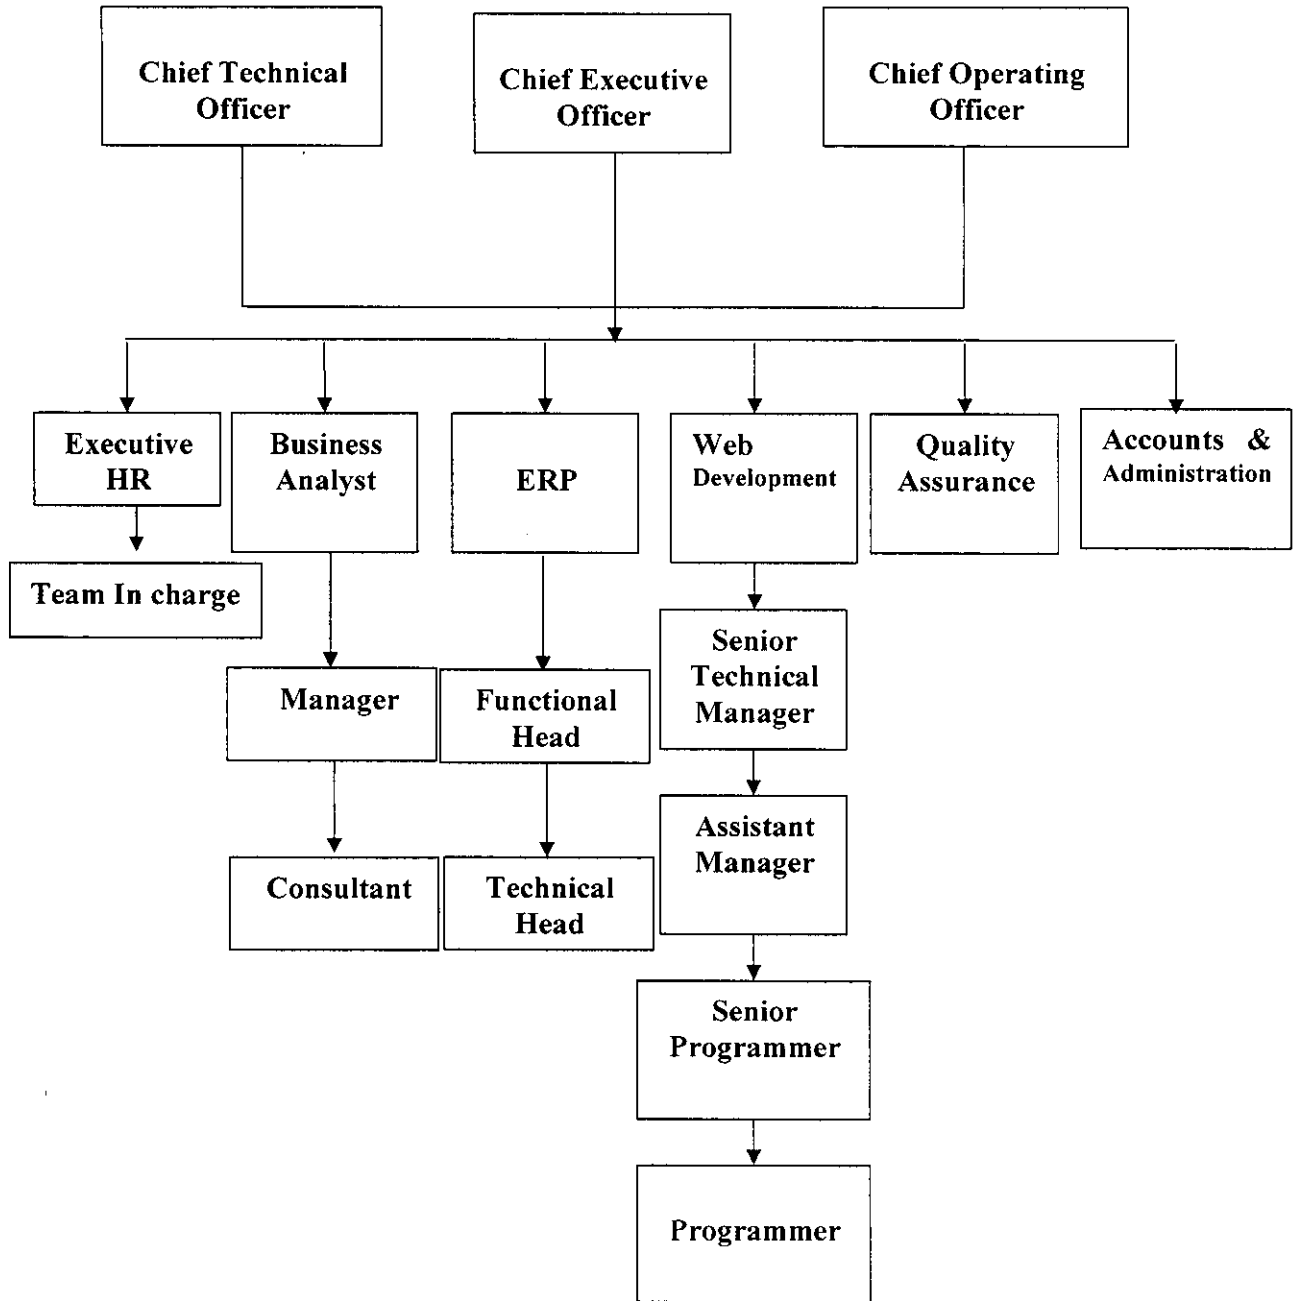 Chief Technical
Officer
Chief Executive
Officer
Chief Operating
Officer
Executive
HR
Business
Analyst
ERP
Web
Development
Quality
Assurance
Accounts &
Administration
Team In charge
Manager
Functional
Head
Senior
Technical
Manager
Consultant
Technical
Head
Assistant
Manager
Senior
Programmer
Programmer